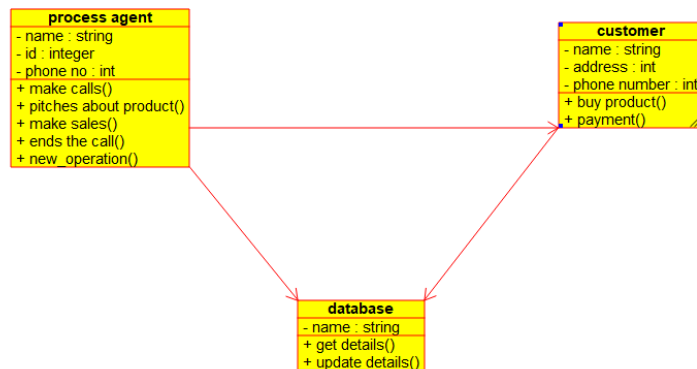 process agent
- name : string
- id : integer
- phone no : int
+ make calls()
+ pitches about product()
+ make sales()
+ ends the call()
+ new_operation()
customer
- name : string
- address : int
- phone number : int
+ buy product()
+ payment()
database
- name : string
+ get details()
+ update details()